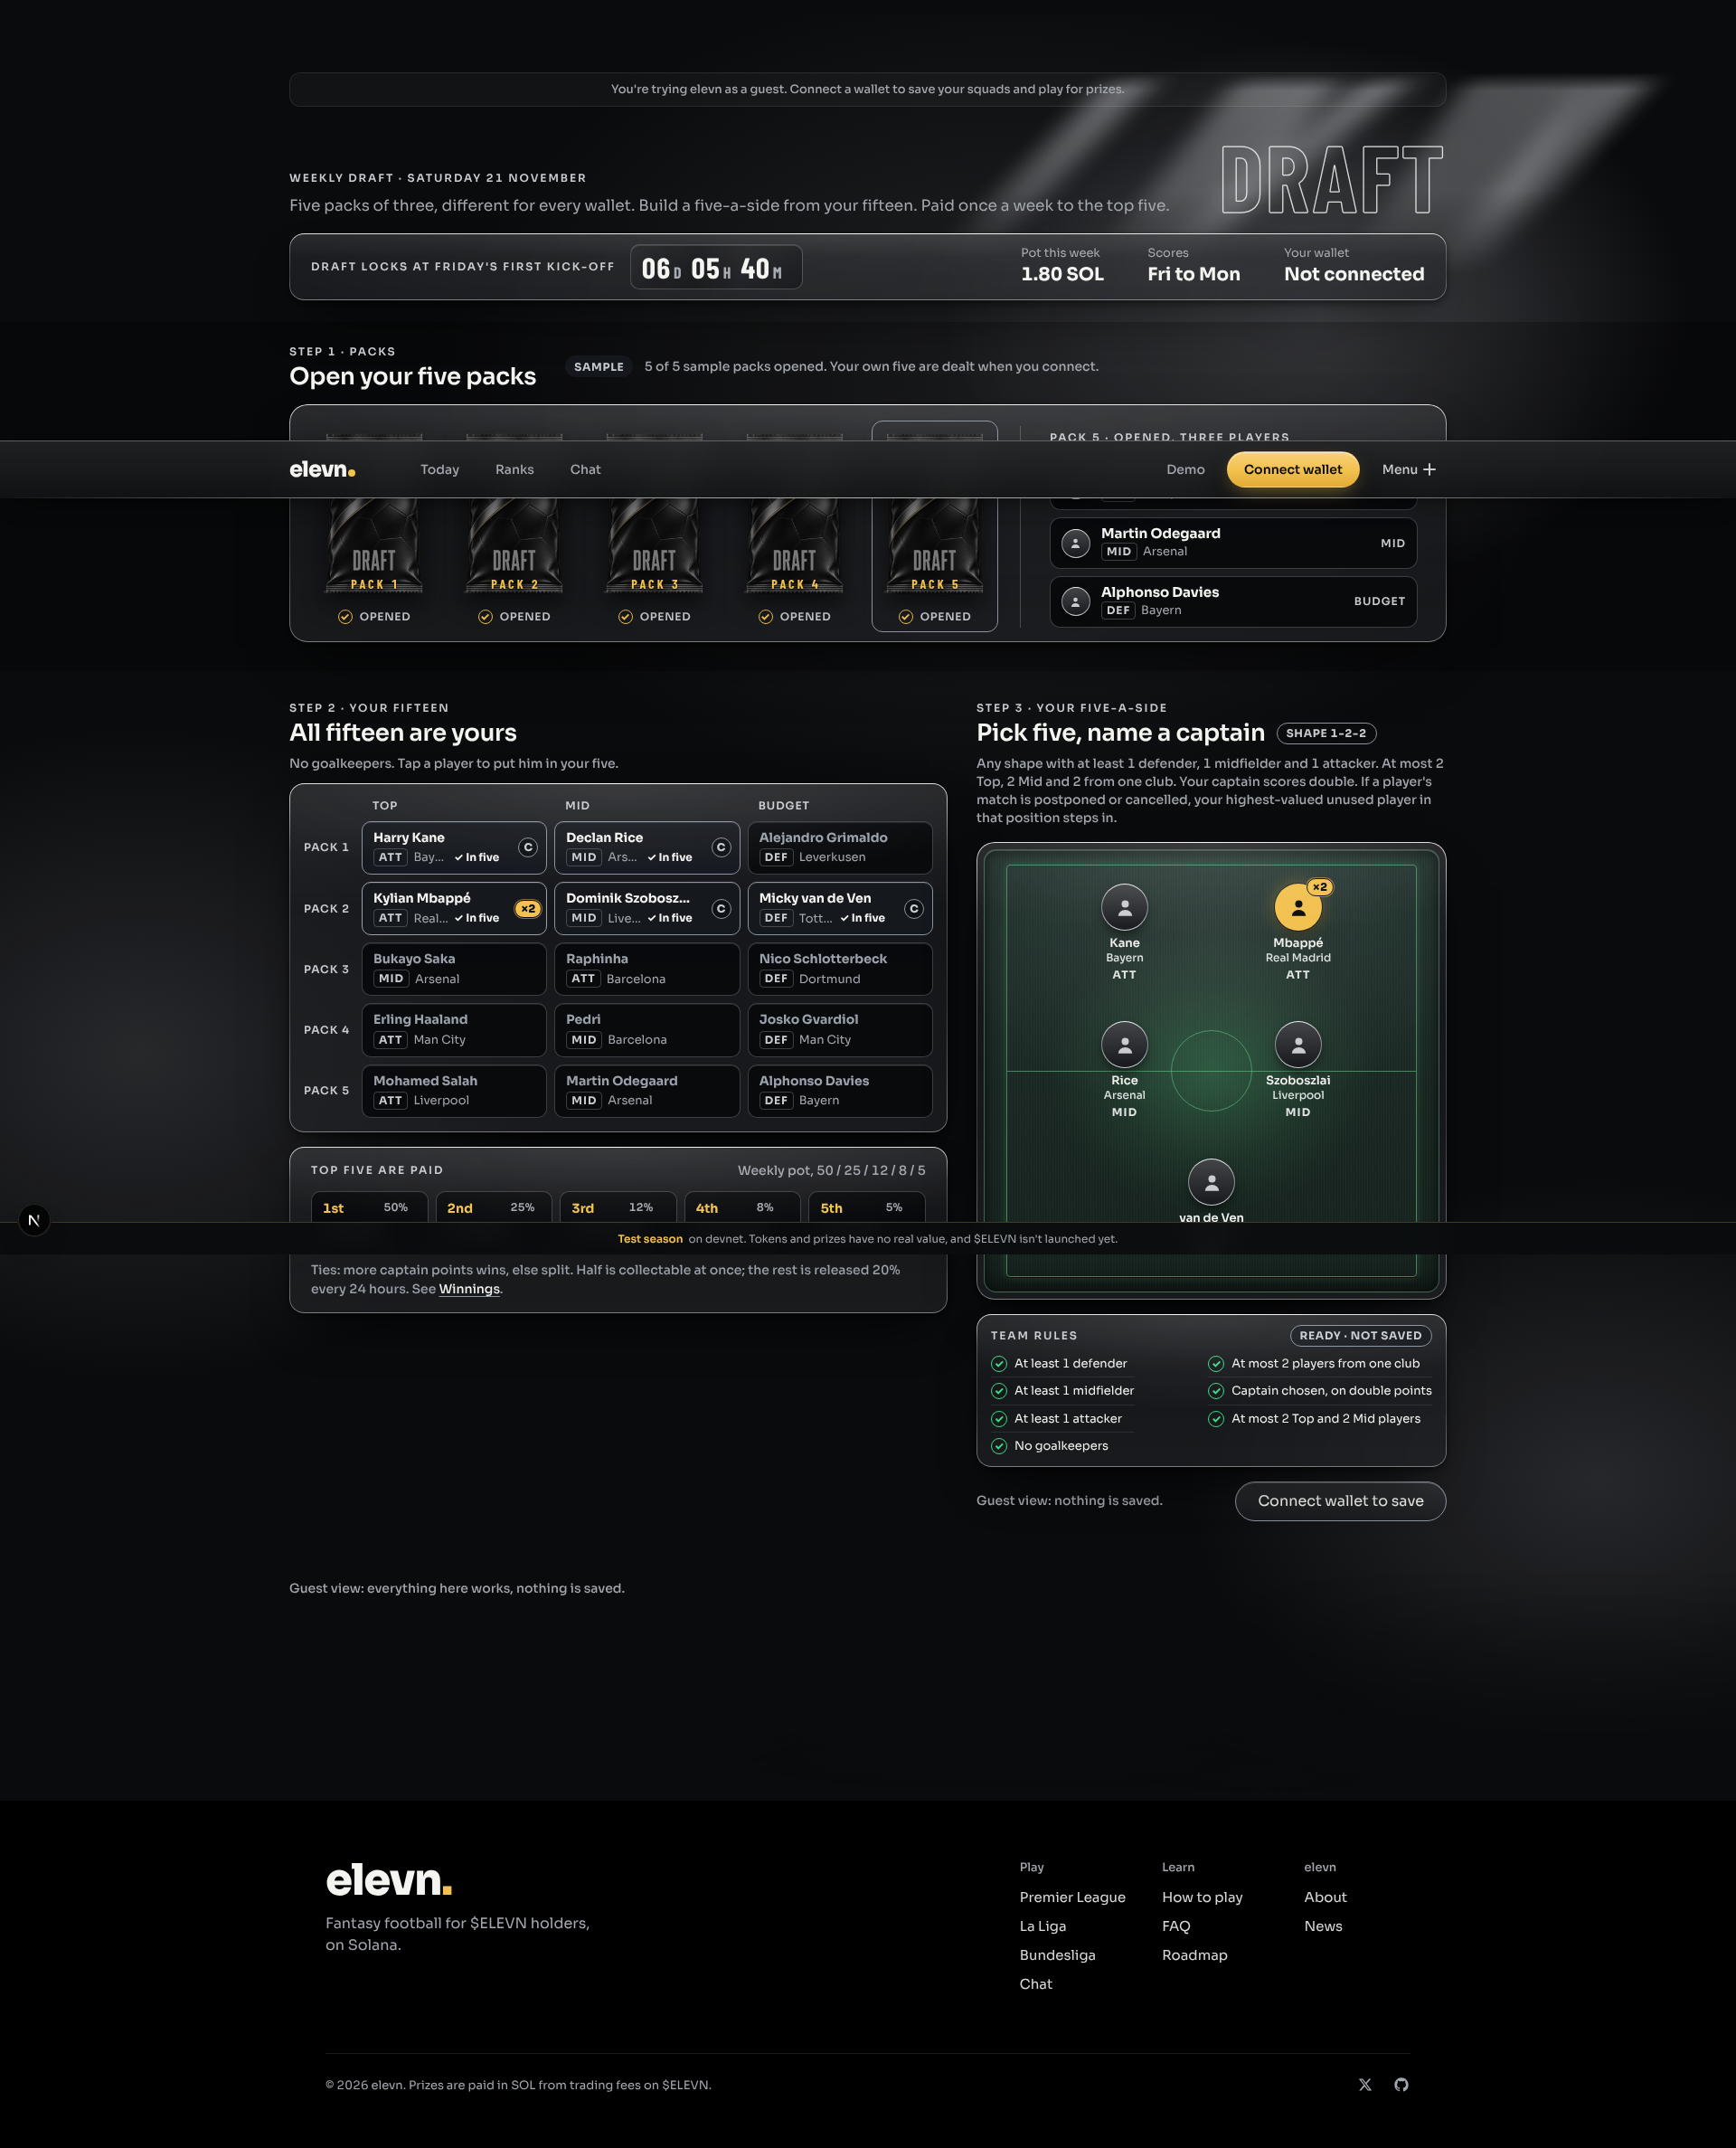 You're trying elevn as a guest. Connect a wallet to save your squads and play for prizes.
DRAFT
WEEKLY DRAFT · SATURDAY 21 NOVEMBER
Five packs of three, different for every wallet. Build a five-a-side from your fifteen. Paid once a week to the top five.
DRAFT LOCKS AT FRIDAY'S FIRST KICK-OFF
06D 05H 40M
Pot this week
1.80 SOL
Scores
Fri to Mon
Your wallet
Not connected
STEP 1 · PACKS
Open your five packs
SAMPLE
5 of 5 sample packs opened. Your own five are dealt when you connect.
PACK 5 · OPENED, THREE PLAYERS
elevn.
Today
Ranks
Chat
Demo
Connect wallet
Menu
DRAFT
PACK 1
OPENED
DRAFT
PACK 2
OPENED
DRAFT
PACK 3
OPENED
DRAFT
PACK 4
OPENED
DRAFT
PACK 5
OPENED
Martin Odegaard
MID Arsenal
MID
Alphonso Davies
DEF Bayern
BUDGET
STEP 2 · YOUR FIFTEEN
All fifteen are yours
No goalkeepers. Tap a player to put him in your five.
TOP MID BUDGET
PACK 1
Harry Kane
ATT Bay... ✓ In five
C
Declan Rice
MID Ars... ✓ In five
C
Alejandro Grimaldo
DEF Leverkusen
PACK 2
Kylian Mbappé
ATT Real... ✓ In five
×2
Dominik Szobosz...
MID Live... ✓ In five
C
Micky van de Ven
DEF Tott... ✓ In five
C
PACK 3
Bukayo Saka
MID Arsenal
Raphinha
ATT Barcelona
Nico Schlotterbeck
DEF Dortmund
PACK 4
Erling Haaland
ATT Man City
Pedri
MID Barcelona
Josko Gvardiol
DEF Man City
PACK 5
Mohamed Salah
ATT Liverpool
Martin Odegaard
MID Arsenal
Alphonso Davies
DEF Bayern
TOP FIVE ARE PAID
Weekly pot, 50 / 25 / 12 / 8 / 5
1st 50%
2nd 25%
3rd 12%
4th 8%
5th 5%
Ties: more captain points wins, else split. Half is collectable at once; the rest is released 20%
every 24 hours. See Winnings.
STEP 3 · YOUR FIVE-A-SIDE
Pick five, name a captain
SHAPE 1-2-2
Any shape with at least 1 defender, 1 midfielder and 1 attacker. At most 2
Top, 2 Mid and 2 from one club. Your captain scores double. If a player's
match is postponed or cancelled, your highest-valued unused player in
that position steps in.
Kane
Bayern
ATT
×2
Mbappé
Real Madrid
ATT
Rice
Arsenal
MID
Szoboszlai
Liverpool
MID
van de Ven
N
Test season on devnet. Tokens and prizes have no real value, and $ELEVN isn't launched yet.
TEAM RULES
READY · NOT SAVED
At least 1 defender
At least 1 midfielder
At least 1 attacker
No goalkeepers
At most 2 players from one club
Captain chosen, on double points
At most 2 Top and 2 Mid players
Guest view: nothing is saved.
Connect wallet to save
Guest view: everything here works, nothing is saved.
elevn.
Fantasy football for $ELEVN holders,
on Solana.
Play
Premier League
La Liga
Bundesliga
Chat
Learn
How to play
FAQ
Roadmap
elevn
About
News
© 2026 elevn. Prizes are paid in SOL from trading fees on $ELEVN.